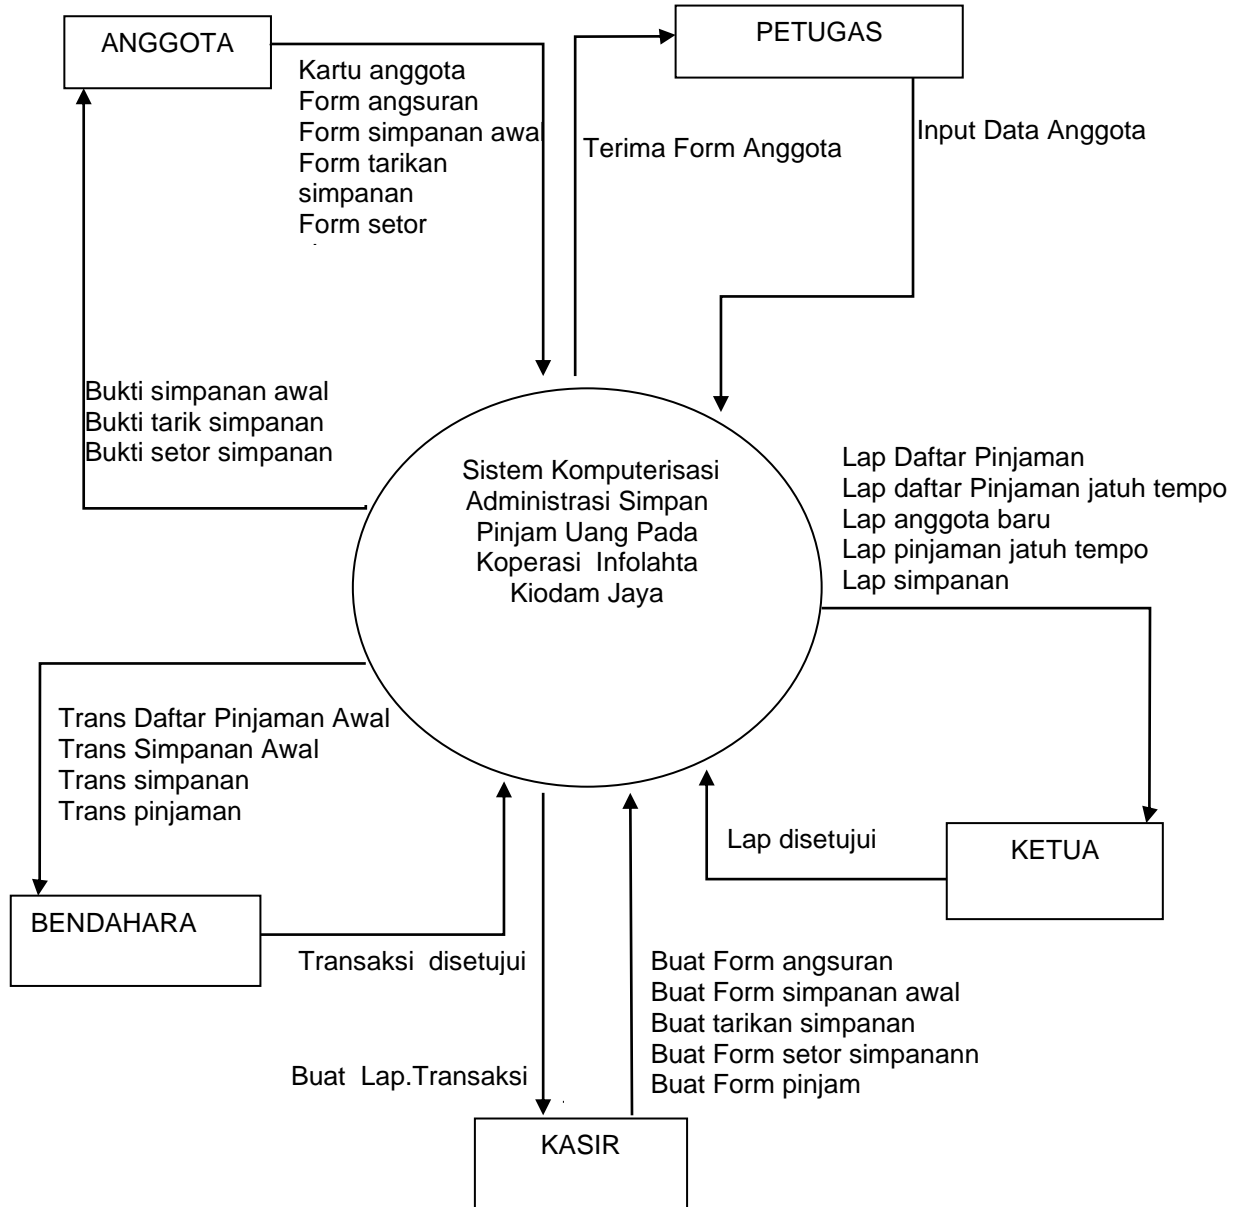 ANGGOTA
PETUGAS
Kartu anggota
Form angsuran
Form simpanan awal
Form tarikan
simpanan
Form setor
Terima Form Anggota
Input Data Anggota
Bukti simpanan awal
Bukti tarik simpanan
Bukti setor simpanan
Sistem Komputerisasi
Administrasi Simpan
Pinjam Uang Pada
Koperasi Infolahta
Kiodam Jaya
Lap Daftar Pinjaman
Lap daftar Pinjaman jatuh tempo
Lap anggota baru
Lap pinjaman jatuh tempo
Lap simpanan
Trans Daftar Pinjaman Awal
Trans Simpanan Awal
Trans simpanan
Trans pinjaman
Lap disetujui
KETUA
BENDAHARA
Transaksi disetujui
Buat Form angsuran
Buat Form simpanan awal
Buat tarikan simpanan
Buat Form setor simpanann
Buat Form pinjam
Buat Lap.Transaksi
KASIR